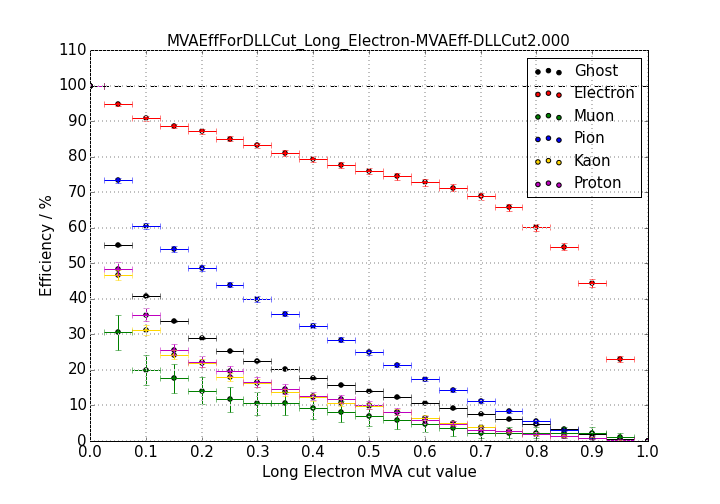 MVAEffForDLLCut_Long_Electron-MVAEff-DLLCut2.000
110
100
90
80
70
60
50
40
30
20
10
0
Efficiency / %
Ghost
Electron
Muon
Pion
Kaon
Proton
0.0 0.1 0.2 0.3 0.4 0.5 0.6 0.7 0.8 0.9 1.0
Long Electron MVA cut value